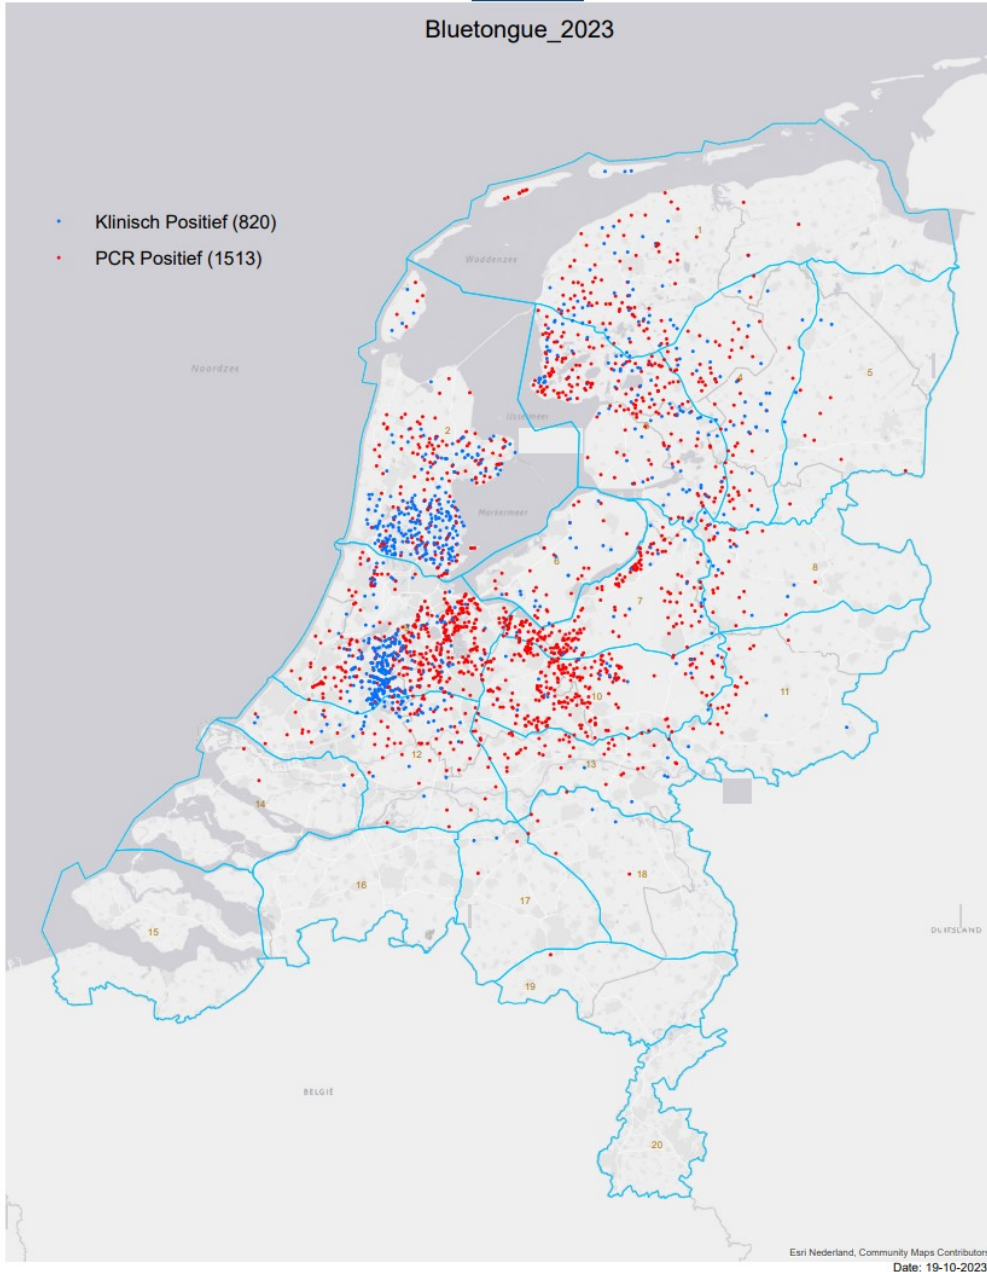 Bluetongue_2023
Klinisch Positief (820)
PCR Positief (1513)
Waddenzee
Noordzee
IJsselmeer
Markermeer
1
2
4
5
6
7
8
10
11
12
13
14
15
16
17
18
19
20
DUITSLAND
BELGIË
Esri Nederland, Community Maps Contributors
Date: 19-10-2023